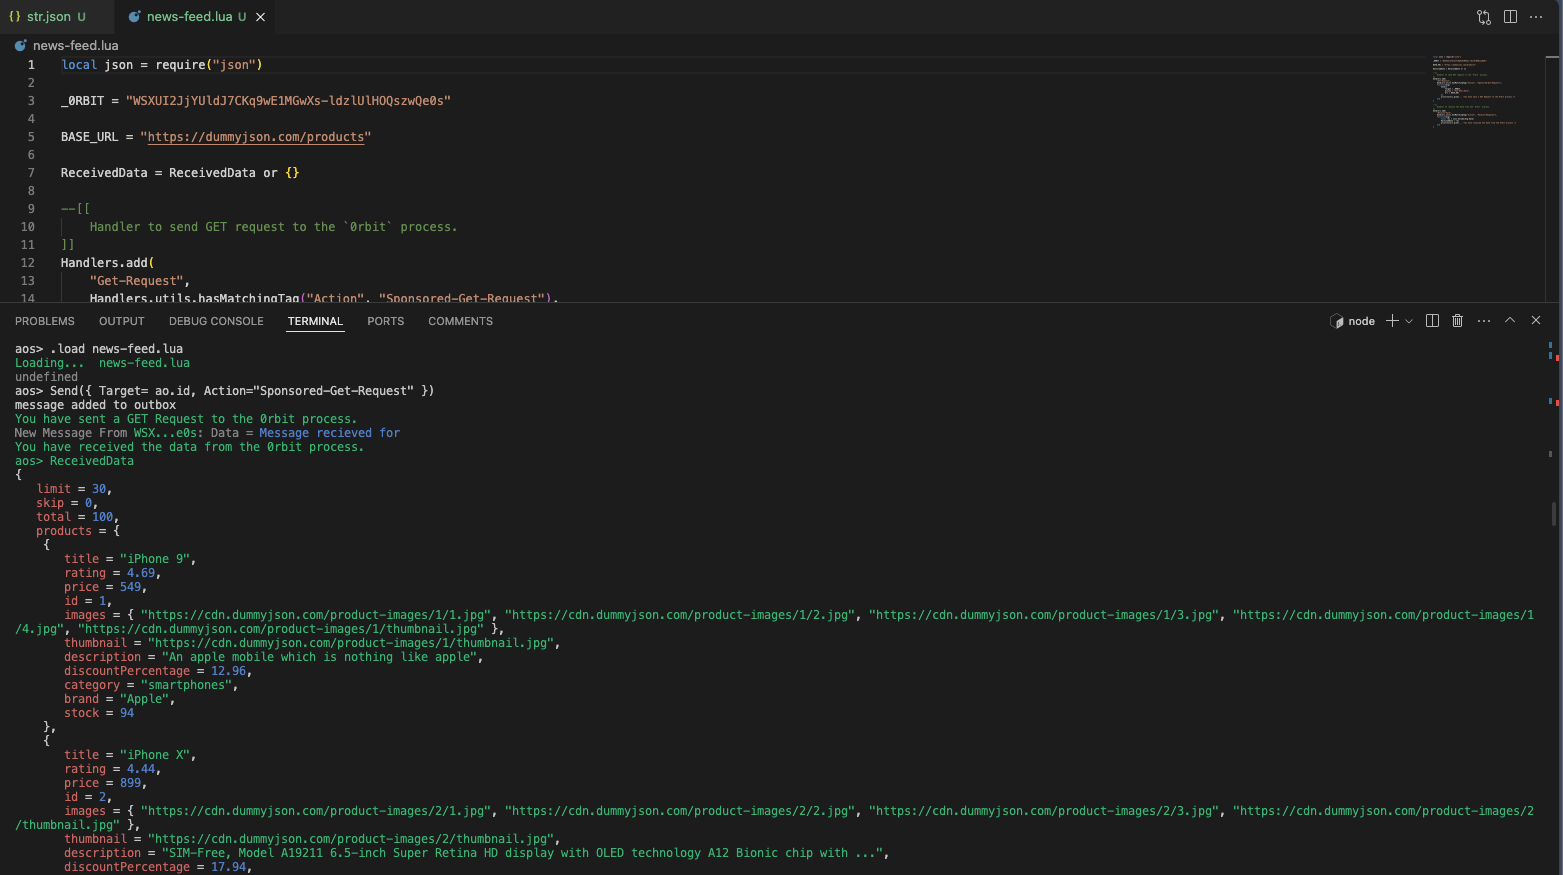 {} str.json U
news-feed.lua U
news-feed.lua
1 local json = require("json")
2
3 _0RBIT = "WSXUI2JjYUldJ7CKq9wE1MGwXs-ldzlUlHOQszwQe0s"
4
5 BASE_URL = "https://dummyjson.com/products"
6
7 ReceivedData = ReceivedData or {}
8
9 --[[
10 Handler to send GET request to the `0rbit` process.
11 ]]
12 Handlers.add(
13 "Get-Request",
14 Handlers.utils.hasMatchingTag("Action", "Sponsored-Get-Request"),
PROBLEMS OUTPUT DEBUG CONSOLE TERMINAL PORTS COMMENTS node
aos> .load news-feed.lua
Loading... news-feed.lua
undefined
aos> Send({ Target= ao.id, Action="Sponsored-Get-Request" })
message added to outbox
You have sent a GET Request to the 0rbit process.
New Message From WSX...e0s: Data = Message recieved for
You have received the data from the 0rbit process.
aos> ReceivedData
{
limit = 30,
skip = 0,
total = 100,
products = {
{
title = "iPhone 9",
rating = 4.69,
price = 549,
id = 1,
images = { "https://cdn.dummyjson.com/product-images/1/1.jpg", "https://cdn.dummyjson.com/product-images/1/2.jpg", "https://cdn.dummyjson.com/product-images/1/3.jpg", "https://cdn.dummyjson.com/product-images/1
/4.jpg", "https://cdn.dummyjson.com/product-images/1/thumbnail.jpg" },
thumbnail = "https://cdn.dummyjson.com/product-images/1/thumbnail.jpg",
description = "An apple mobile which is nothing like apple",
discountPercentage = 12.96,
category = "smartphones",
brand = "Apple",
stock = 94
},
{
title = "iPhone X",
rating = 4.44,
price = 899,
id = 2,
images = { "https://cdn.dummyjson.com/product-images/2/1.jpg", "https://cdn.dummyjson.com/product-images/2/2.jpg", "https://cdn.dummyjson.com/product-images/2/3.jpg", "https://cdn.dummyjson.com/product-images/2
/thumbnail.jpg" },
thumbnail = "https://cdn.dummyjson.com/product-images/2/thumbnail.jpg",
description = "SIM-Free, Model A19211 6.5-inch Super Retina HD display with OLED technology A12 Bionic chip with ...",
discountPercentage = 17.94,